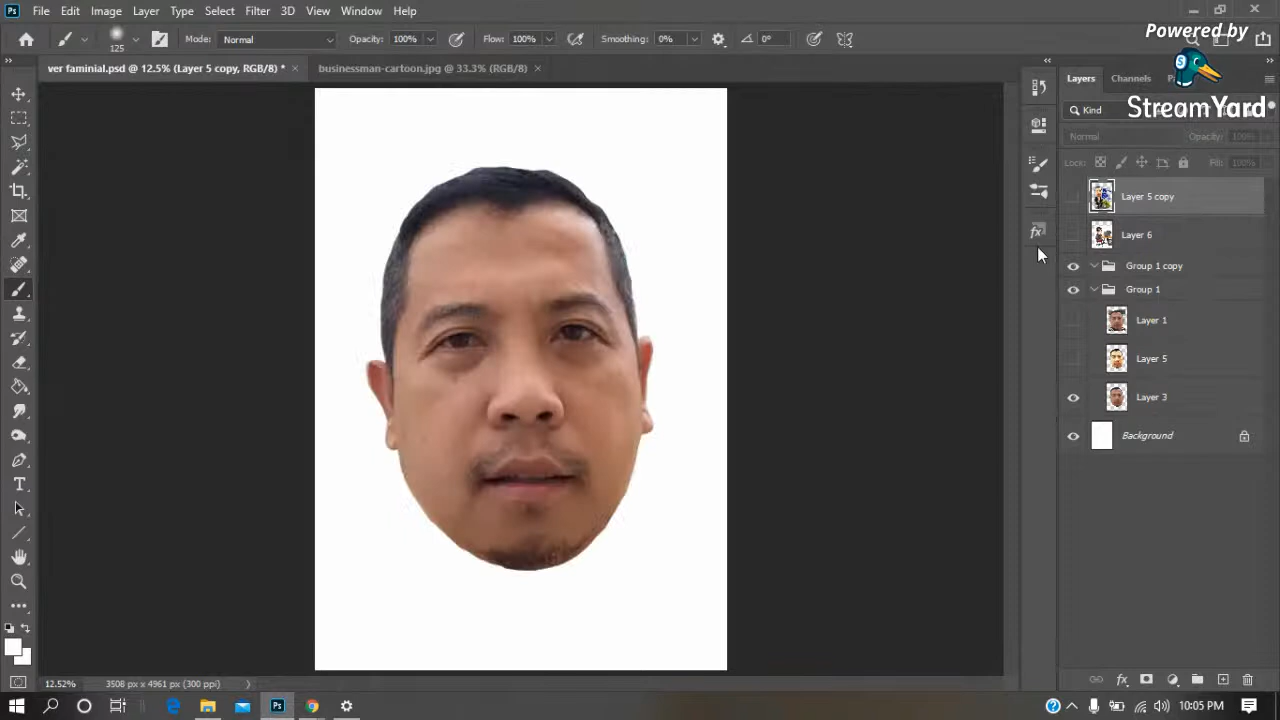 File Edit Image Layer Type Select Filter 3D View Window Help
Powered by
StreamYard
125 Mode: Normal Opacity: 100% Flow: 100% Smoothing: 0% 0°
ver faminial.psd @ 12.5% (Layer 5 copy, RGB/8) *
businessman-cartoon.jpg @ 33.3% (RGB/8)
Layers Channels
Kind
Normal Opacity: 100%
Lock: Fill: 100%
Layer 5 copy
Layer 6
Group 1 copy
Group 1
Layer 1
Layer 5
Layer 3
Background
12.52% 3508 px x 4961 px (300 ppi)
10:05 PM